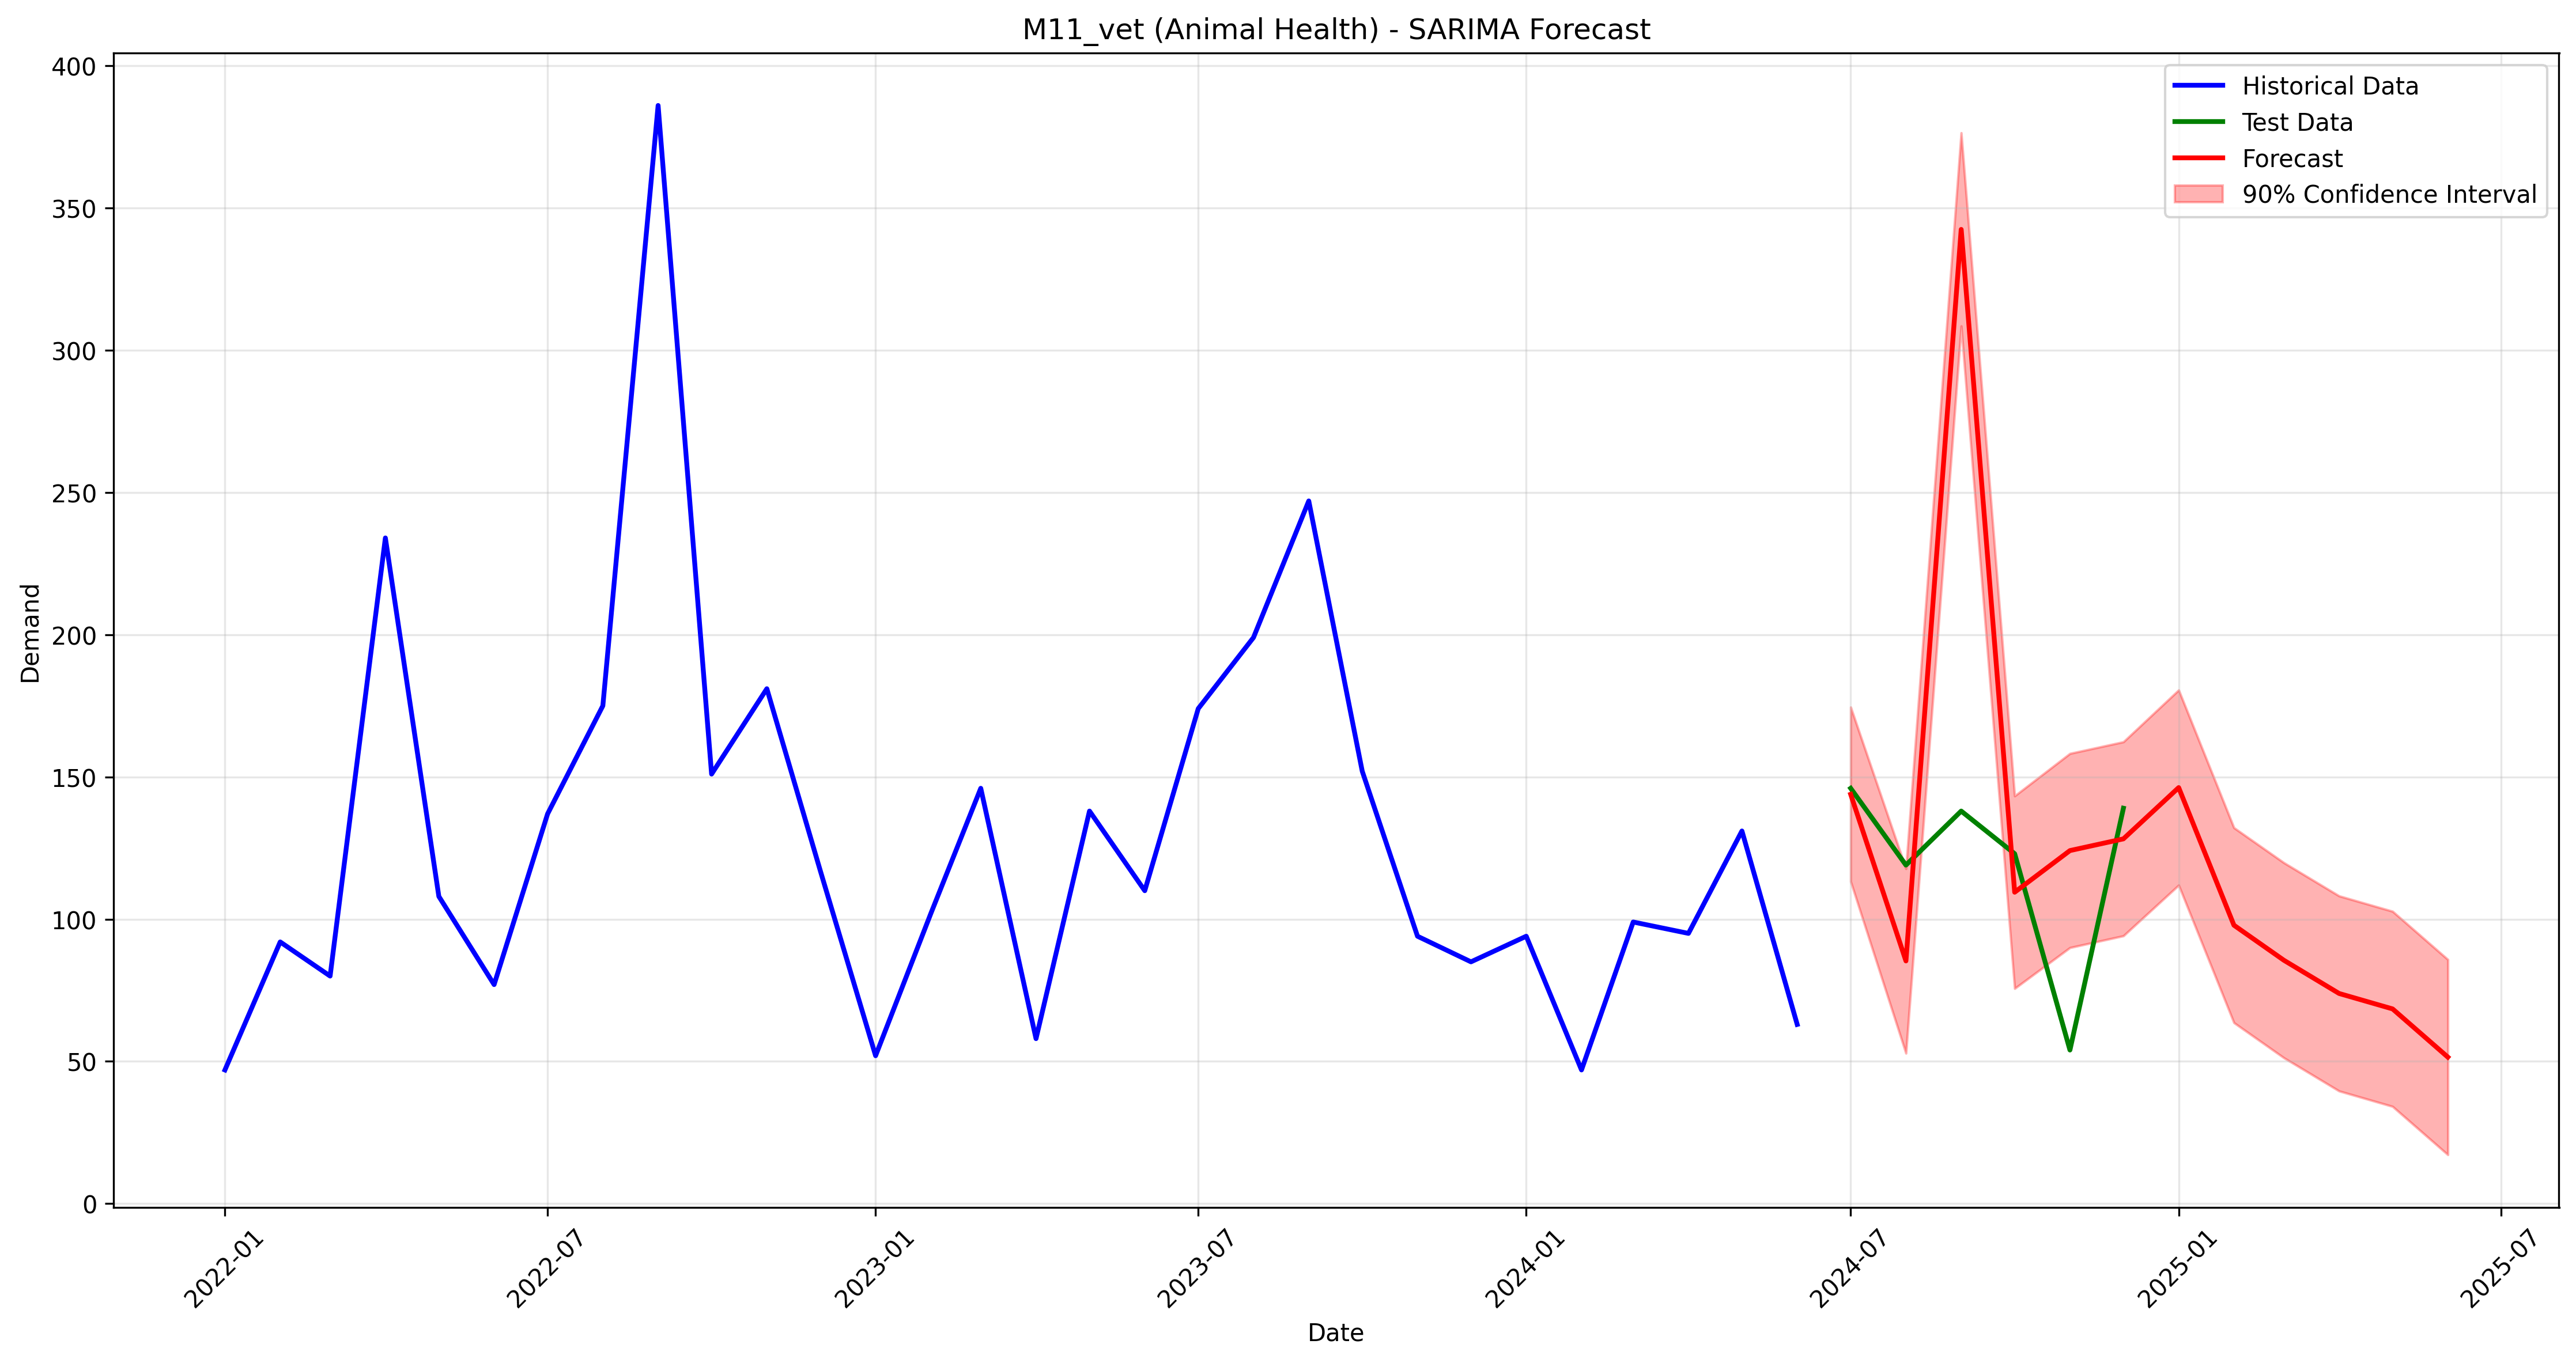 M11_vet (Animal Health) - SARIMA Forecast
Historical Data
Test Data
Forecast
90% Confidence Interval
Demand
400
350
300
250
200
150
100
50
0
2022-01
2022-07
2023-01
2023-07
2024-01
2024-07
2025-01
2025-07
Date